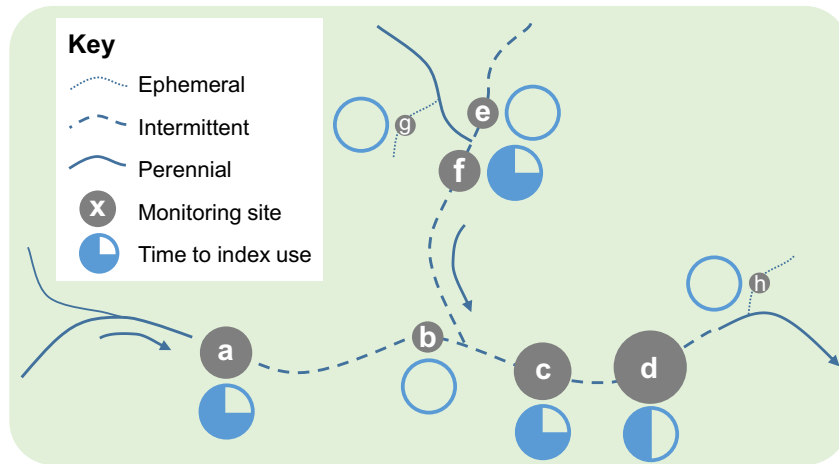 Key
Ephemeral
Intermittent
Perennial
x Monitoring site
Time to index use
g
e
f
h
a
b
c
d